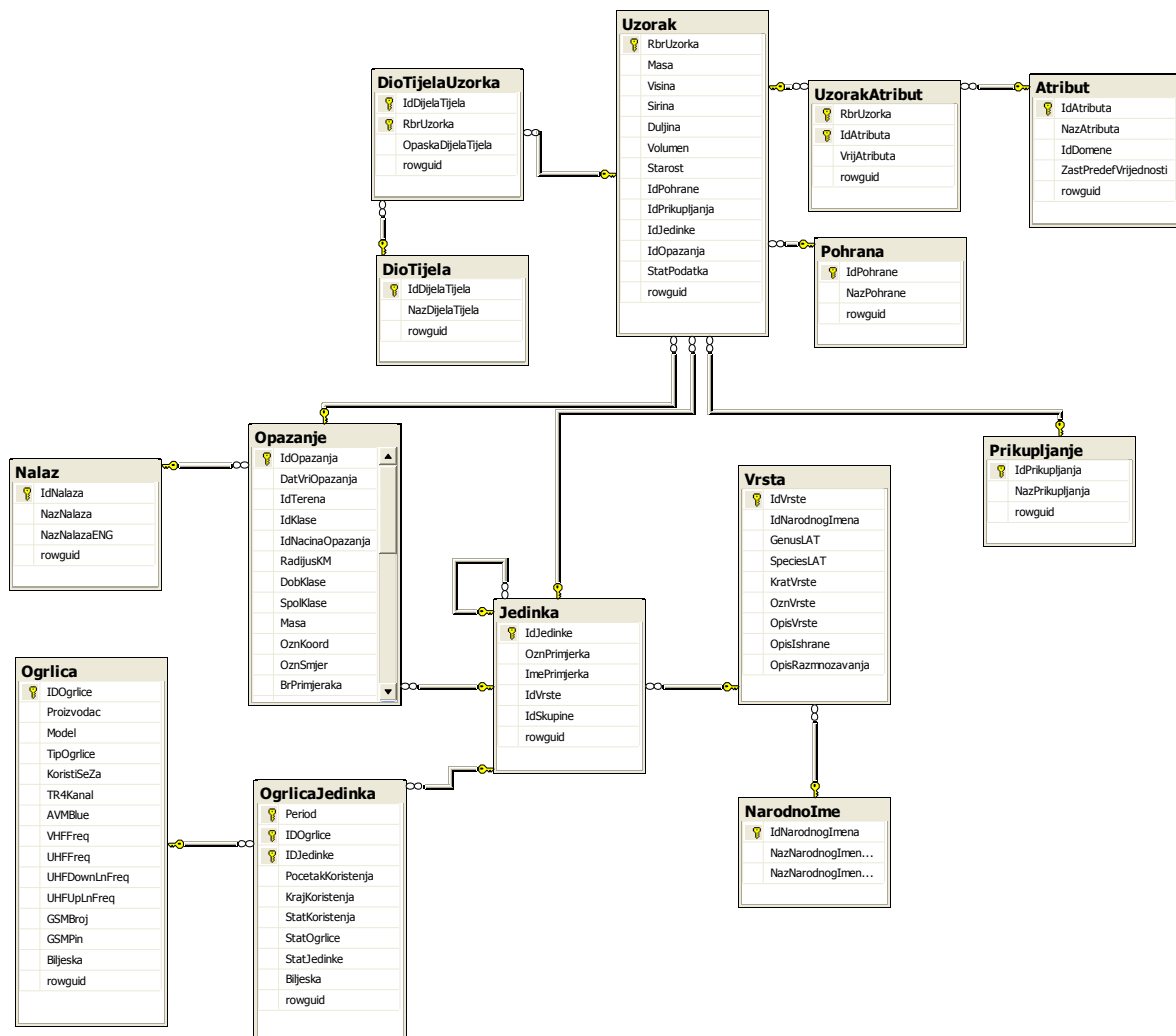 Uzorak
RbrUzorka
Masa
Visina
Sirina
Duljina
Volumen
Starost
IdPohrane
IdPrikupljanja
IdJedinke
IdOpazanja
StatPodatka
rowguid
DioTijelaUzorka
IdDijelaTijela
RbrUzorka
OpaskaDijelaTijela
rowguid
UzorakAtribut
RbrUzorka
IdAtributa
VrijAtributa
rowguid
Atribut
IdAtributa
NazAtributa
IdDomene
ZastPredefVrijednosti
rowguid
DioTijela
IdDijelaTijela
NazDijelaTijela
rowguid
Pohrana
IdPohrane
NazPohrane
rowguid
Opazanje
IdOpazanja
DatVriOpazanja
IdTerena
IdKlase
IdNacinaOpazanja
RadijusKM
DobKlase
SpolKlase
Masa
OznKoord
OznSmjer
BrPrimjeraka
Nalaz
IdNalaza
NazNalaza
NazNalazaENG
rowguid
Prikupljanje
IdPrikupljanja
NazPrikupljanja
rowguid
Vrsta
IdVrste
IdNarodnogImena
GenusLAT
SpeciesLAT
KratVrste
OznVrste
OpisVrste
OpisIshrane
OpisRazmnozavanja
Jedinka
IdJedinke
OznPrimjerka
ImePrimjerka
IdVrste
IdSkupine
rowguid
Ogrlica
IDOgrlice
Proizvodac
Model
TipOgrlice
KoristiSeZa
TR4Kanal
AVMBlue
VHFFreq
UHFFreq
UHFDownLnFreq
UHFUpLnFreq
GSMBroj
GSMPin
Biljeska
rowguid
OgrlicaJedinka
Period
IDOgrlice
IDJedinke
PocetakKoristenja
KrajKoristenja
StatKoristenja
StatOgrlice
StatJedinke
Biljeska
rowguid
NarodnoIme
IdNarodnogImena
NazNarodnogImen...
NazNarodnogImen...